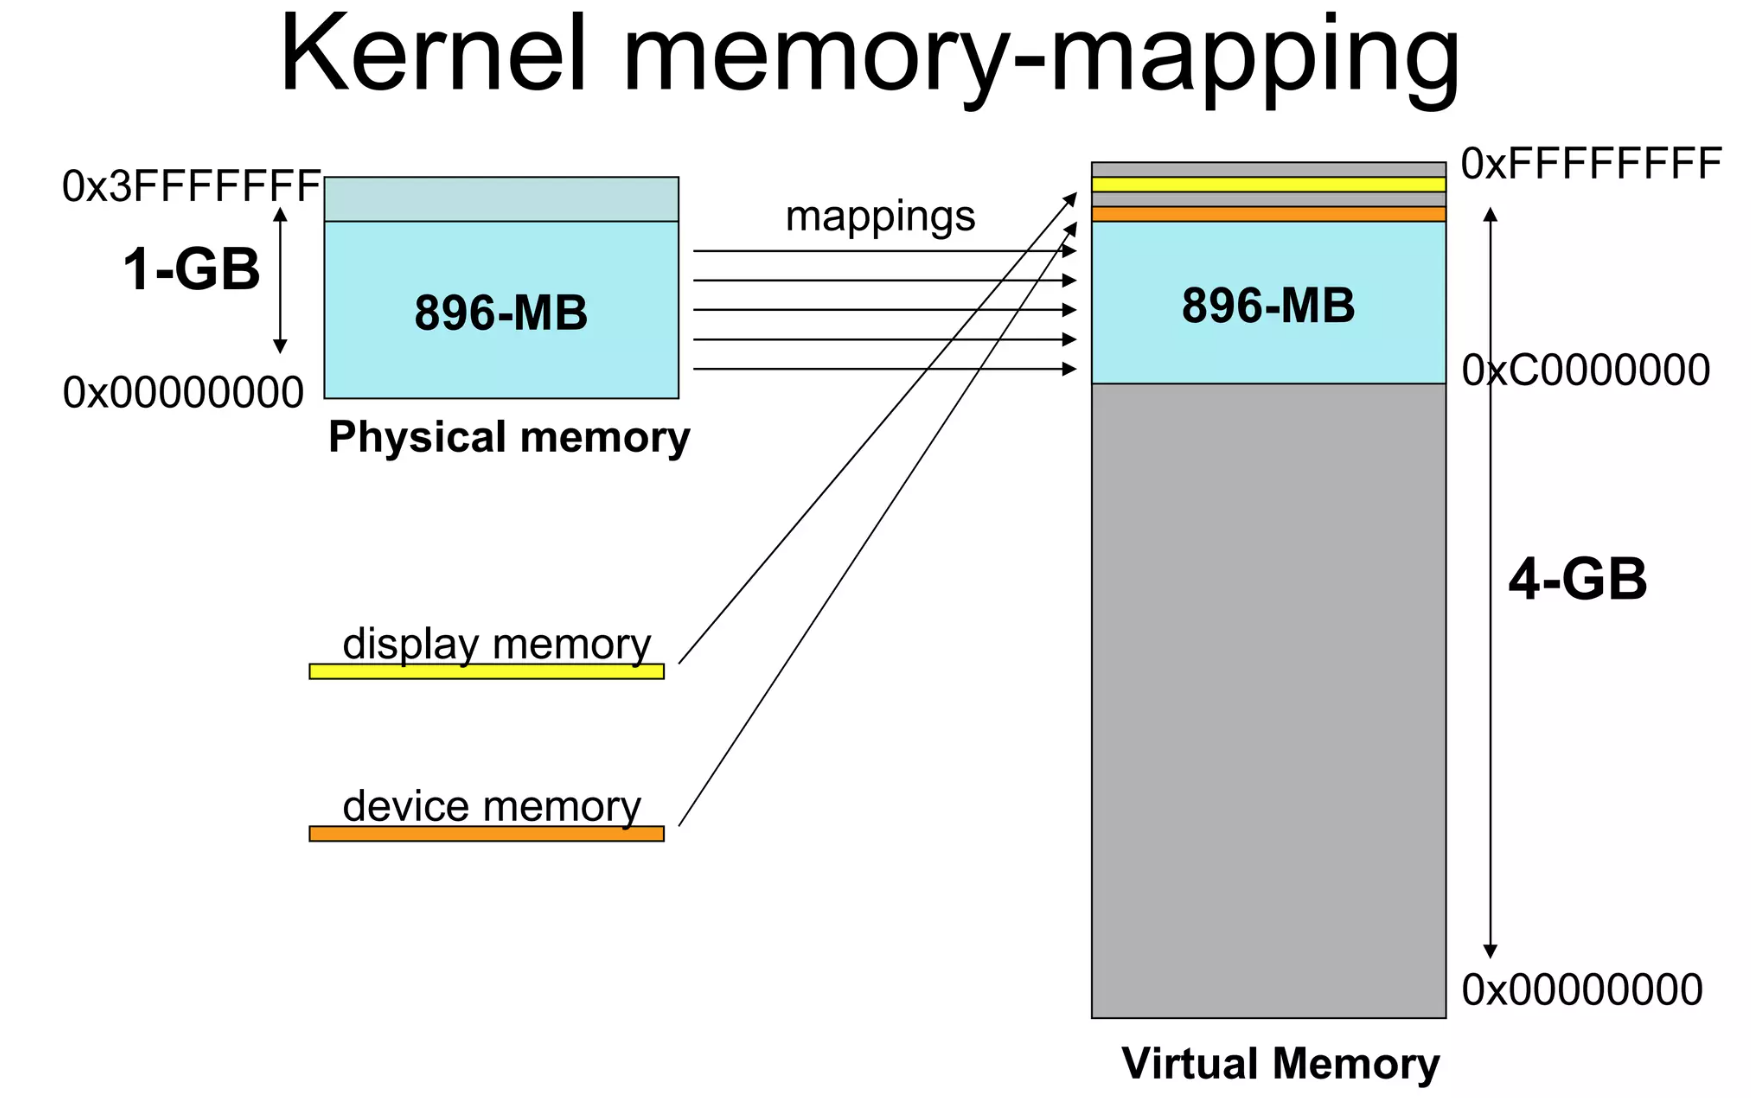 Kernel memory-mapping
0x3FFFFFFF
1-GB
896-MB
0x00000000
Physical memory
mappings
0xFFFFFFFF
896-MB
0xC0000000
4-GB
0x00000000
Virtual Memory
display memory
device memory